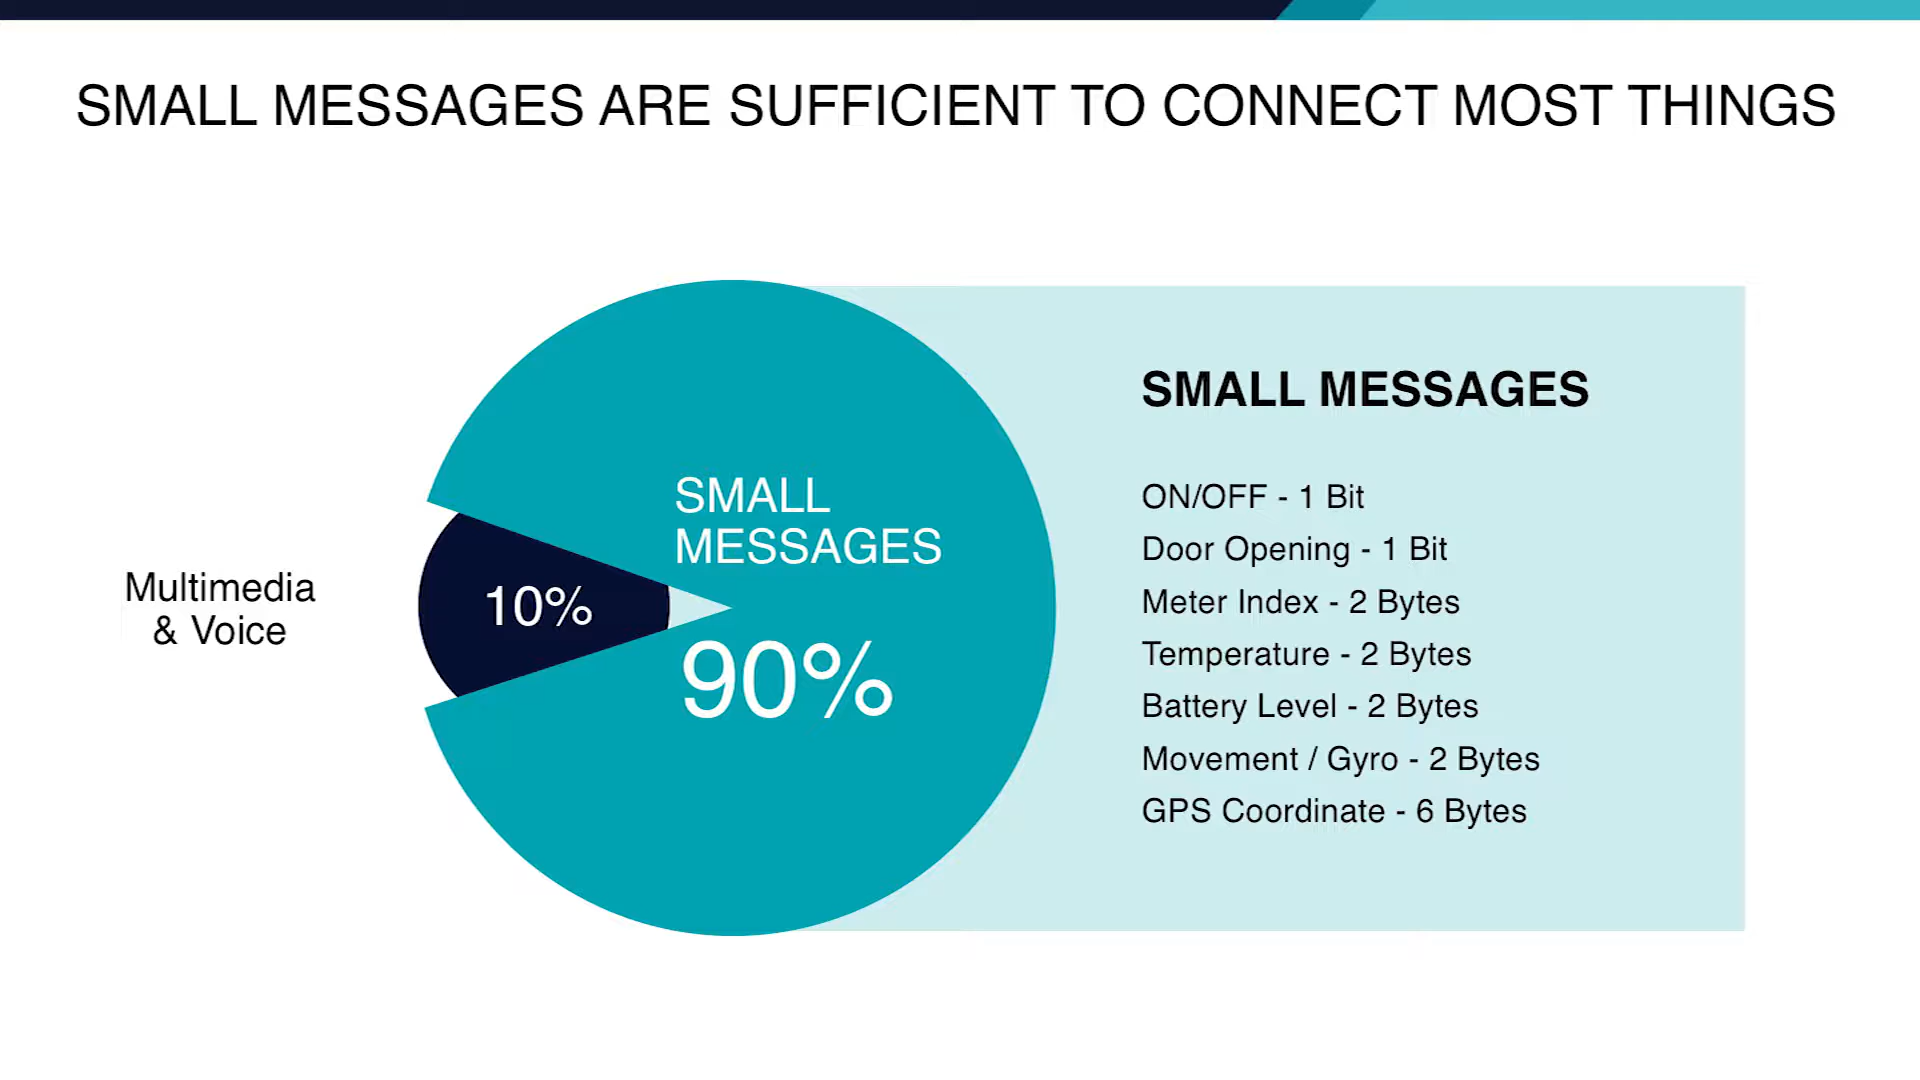 SMALL MESSAGES ARE SUFFICIENT TO CONNECT MOST THINGS
Multimedia
& Voice
10%
SMALL
MESSAGES
90%
SMALL MESSAGES
ON/OFF - 1 Bit
Door Opening - 1 Bit
Meter Index - 2 Bytes
Temperature - 2 Bytes
Battery Level - 2 Bytes
Movement / Gyro - 2 Bytes
GPS Coordinate - 6 Bytes